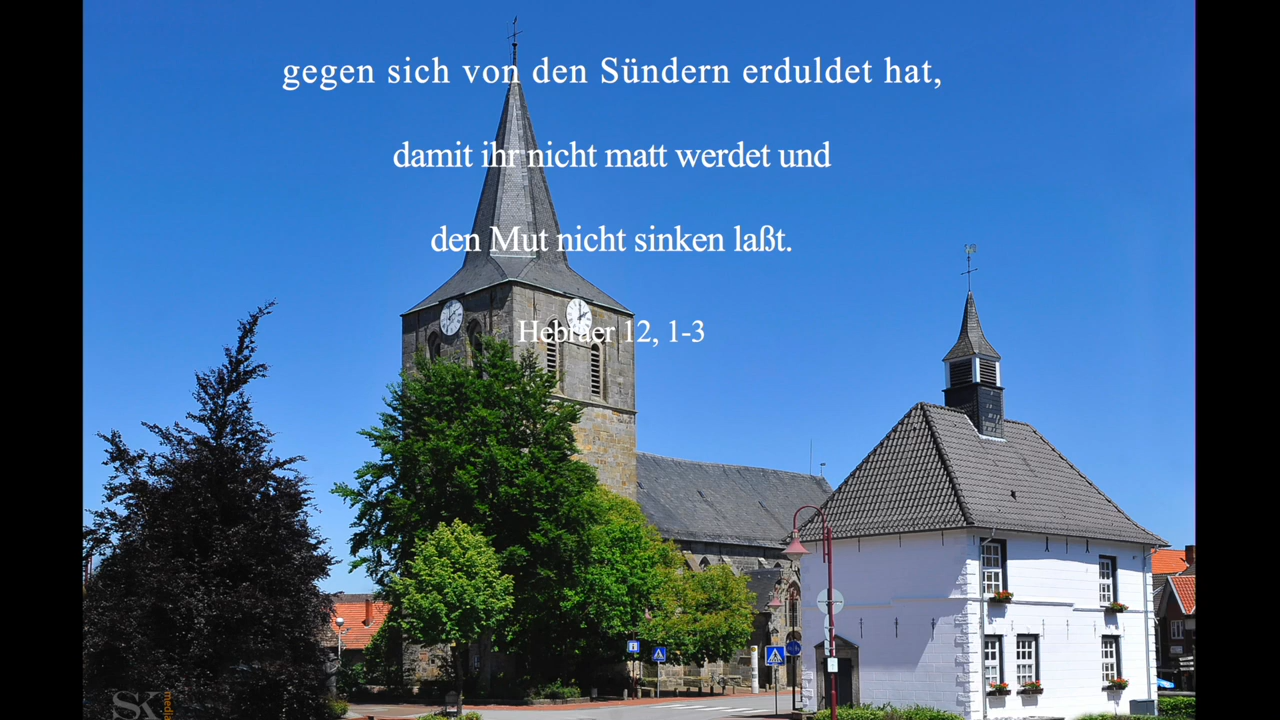 gegen sich von den Sündern erduldet hat,
damit ihr nicht matt werdet und
den Mut nicht sinken laßt.
Hebräer 12, 1-3
SK